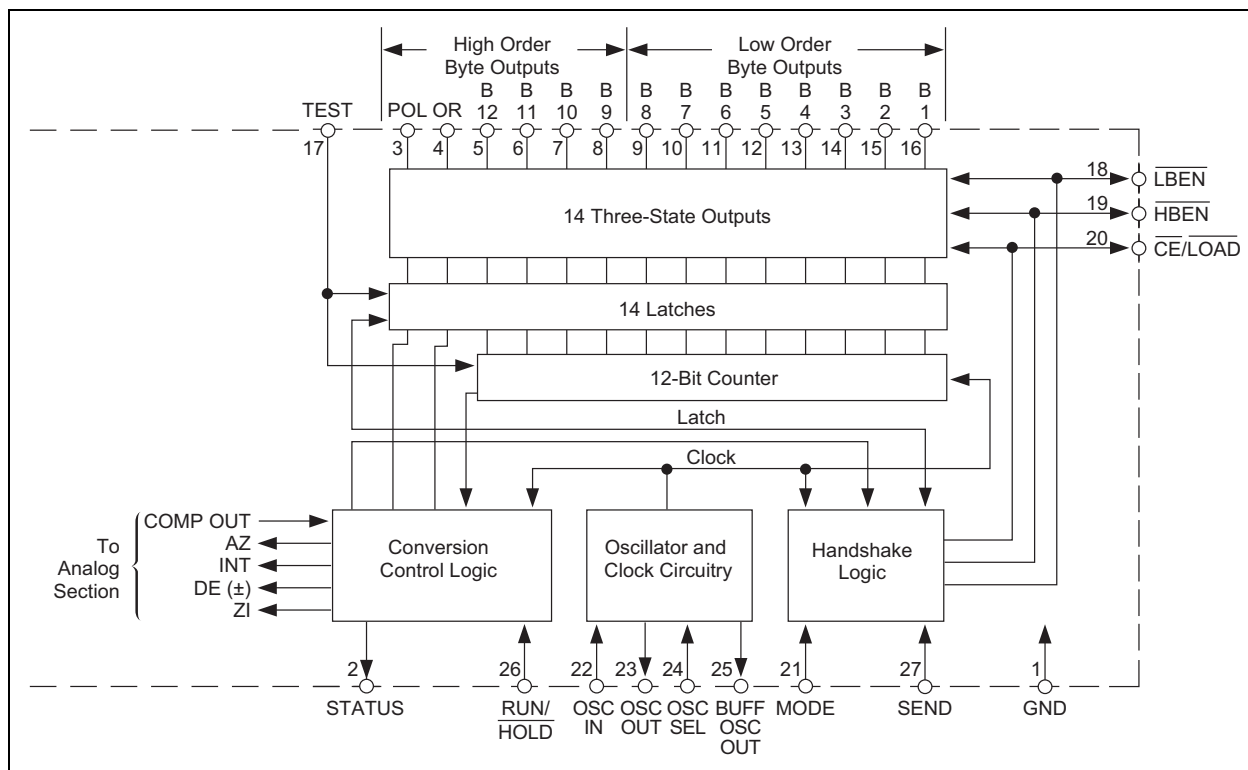 High Order
Byte Outputs
Low Order
Byte Outputs
B B B B B B B B B B B B
TEST POL OR 12 11 10 9 8 7 6 5 4 3 2 1
17 3 4 5 6 7 8 9 10 11 12 13 14 15 16
14 Three-State Outputs
18 LBEN
19 HBEN
20 CE/LOAD
14 Latches
12-Bit Counter
Latch
Clock
To
Analog
Section
COMP OUT
AZ
INT
DE (±)
ZI
Conversion
Control Logic
Oscillator and
Clock Circuitry
Handshake
Logic
2 26 22 23 24 25 21 27 1
STATUS
RUN/
HOLD
OSC
IN
OSC
OUT
OSC
SEL
BUFF
OSC
OUT
MODE
SEND
GND